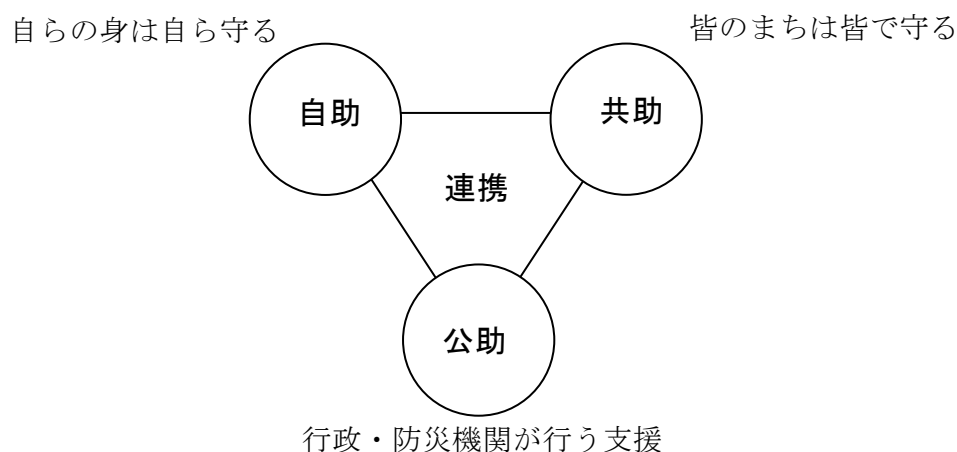 自らの身は自ら守る
皆のまちは皆で守る
自助
共助
連携
公助
行政・防災機関が行う支援